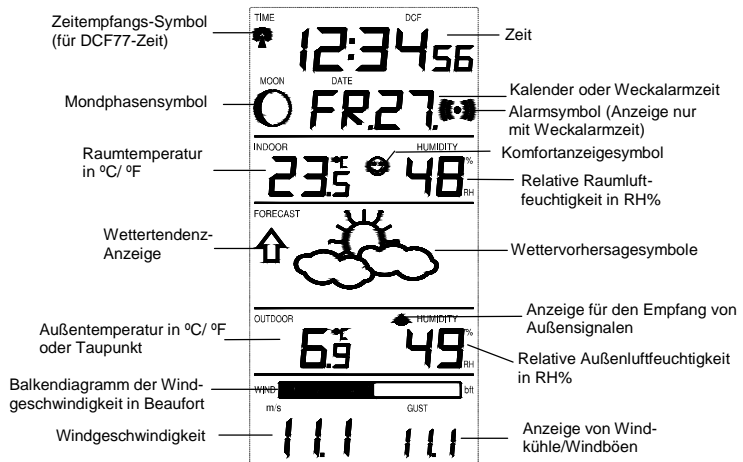 Zeitempfangs-Symbol
(für DCF77-Zeit)
TIME
DCF
12:34 56
Zeit
MOON
DATE
Mondphasensymbol
FR.27.
Kalender oder Weckalarmzeit
Alarmsymbol (Anzeige nur
mit Weckalarmzeit)
INDOOR
HUMIDITY
Raumtemperatur
in ºC/ ºF
23.5 °C
48 %
RH
Komfortanzeigesymbol
Relative Raumluft-
feuchtigkeit in RH%
FORECAST
Wettertendenz-
Anzeige
Wettervorhersagesymbole
OUTDOOR
HUMIDITY
Außentemperatur in ºC/ ºF
oder Taupunkt
6.9 °C
49 %
RH
Anzeige für den Empfang von
Außensignalen
Relative Außenluftfeuchtigkeit
in RH%
Balkendiagramm der Wind-
geschwindigkeit in Beaufort
WIND
bft
m/s
GUST
Windgeschwindigkeit
11.1
11.1
Anzeige von Wind-
kühle/Windböen